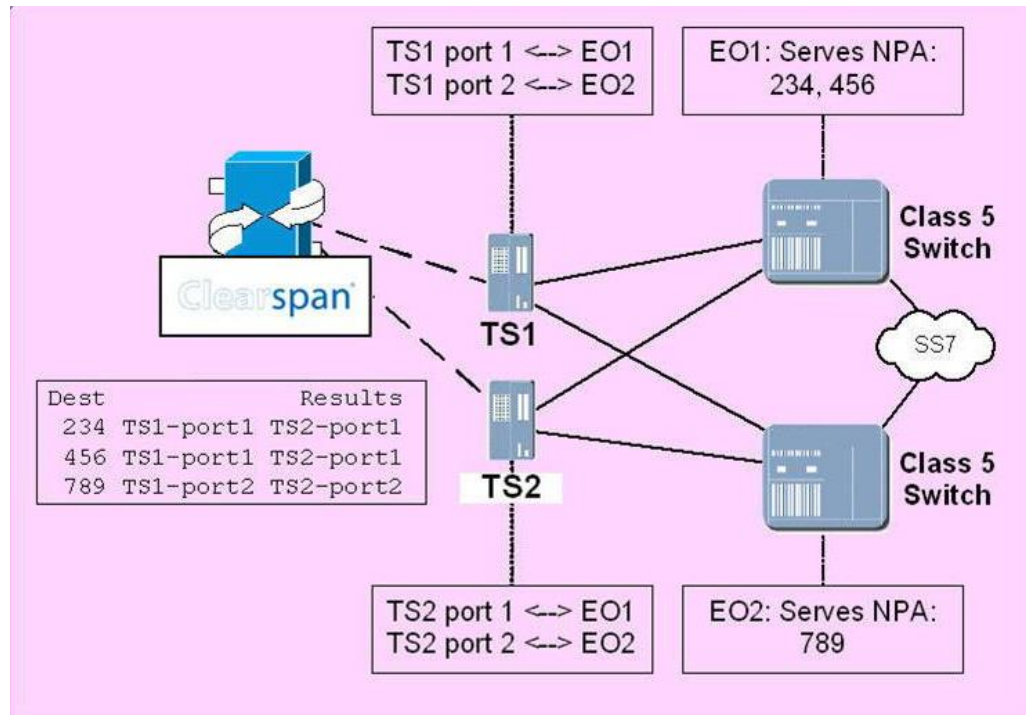 TS1 port 1 <--> EO1
TS1 port 2 <--> EO2
EO1: Serves NPA:
234, 456
Class 5
Switch
Clearspan
TS1
SS7
Dest Results
234 TS1-port1 TS2-port1
456 TS1-port1 TS2-port1
789 TS1-port2 TS2-port2
TS2
Class 5
Switch
TS2 port 1 <--> EO1
TS2 port 2 <--> EO2
EO2: Serves NPA:
789